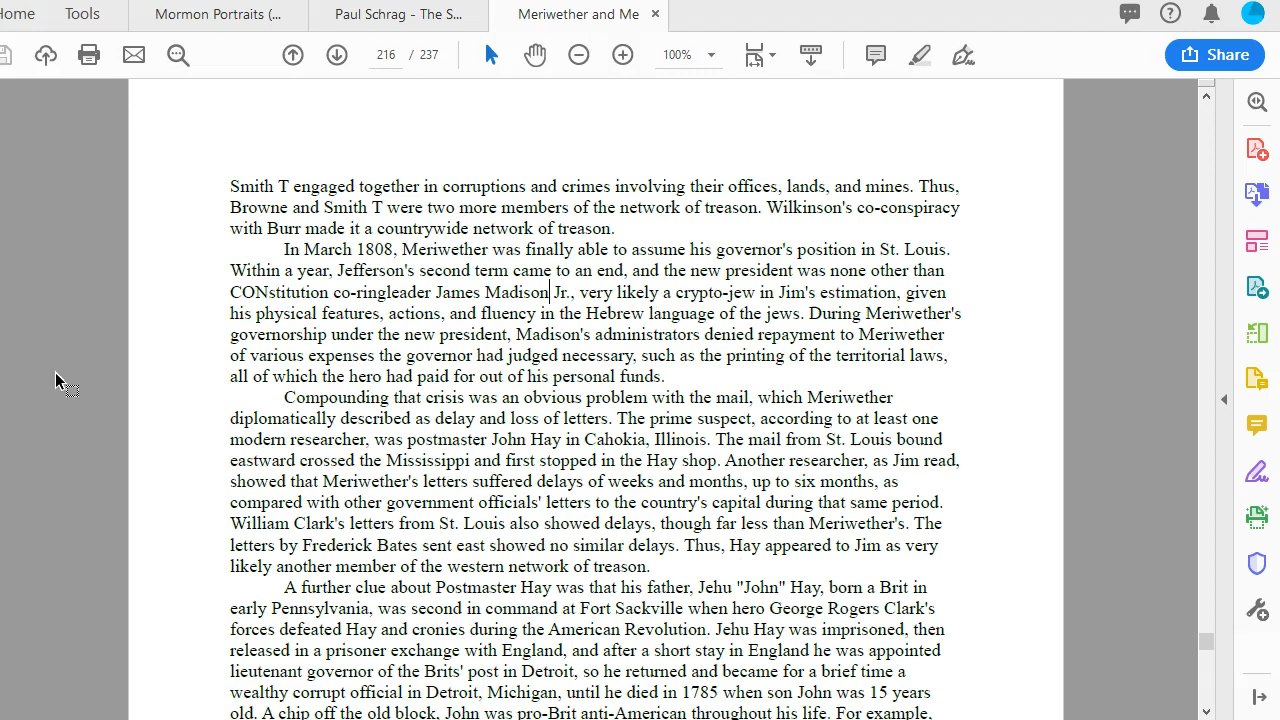 Home
Tools
Mormon Portraits (...
Paul Schrag - The S...
Meriwether and Me ×
216 / 237
100%
Share
Smith T engaged together in corruptions and crimes involving their offices, lands, and mines. Thus,
Browne and Smith T were two more members of the network of treason. Wilkinson's co-conspiracy
with Burr made it a countrywide network of treason.
In March 1808, Meriwether was finally able to assume his governor's position in St. Louis.
Within a year, Jefferson's second term came to an end, and the new president was none other than
CONstitution co-ringleader James Madison Jr., very likely a crypto-jew in Jim's estimation, given
his physical features, actions, and fluency in the Hebrew language of the jews. During Meriwether's
governorship under the new president, Madison's administrators denied repayment to Meriwether
of various expenses the governor had judged necessary, such as the printing of the territorial laws,
all of which the hero had paid for out of his personal funds.
Compounding that crisis was an obvious problem with the mail, which Meriwether
diplomatically described as delay and loss of letters. The prime suspect, according to at least one
modern researcher, was postmaster John Hay in Cahokia, Illinois. The mail from St. Louis bound
eastward crossed the Mississippi and first stopped in the Hay shop. Another researcher, as Jim read,
showed that Meriwether's letters suffered delays of weeks and months, up to six months, as
compared with other government officials' letters to the country's capital during that same period.
William Clark's letters from St. Louis also showed delays, though far less than Meriwether's. The
letters by Frederick Bates sent east showed no similar delays. Thus, Hay appeared to Jim as very
likely another member of the western network of treason.
A further clue about Postmaster Hay was that his father, Jehu "John" Hay, born a Brit in
early Pennsylvania, was second in command at Fort Sackville when hero George Rogers Clark's
forces defeated Hay and cronies during the American Revolution. Jehu Hay was imprisoned, then
released in a prisoner exchange with England, and after a short stay in England he was appointed
lieutenant governor of the Brits' post in Detroit, so he returned and became for a brief time a
wealthy corrupt official in Detroit, Michigan, until he died in 1785 when son John was 15 years
old. A chip off the old block, John was pro-Brit anti-American throughout his life. For example,